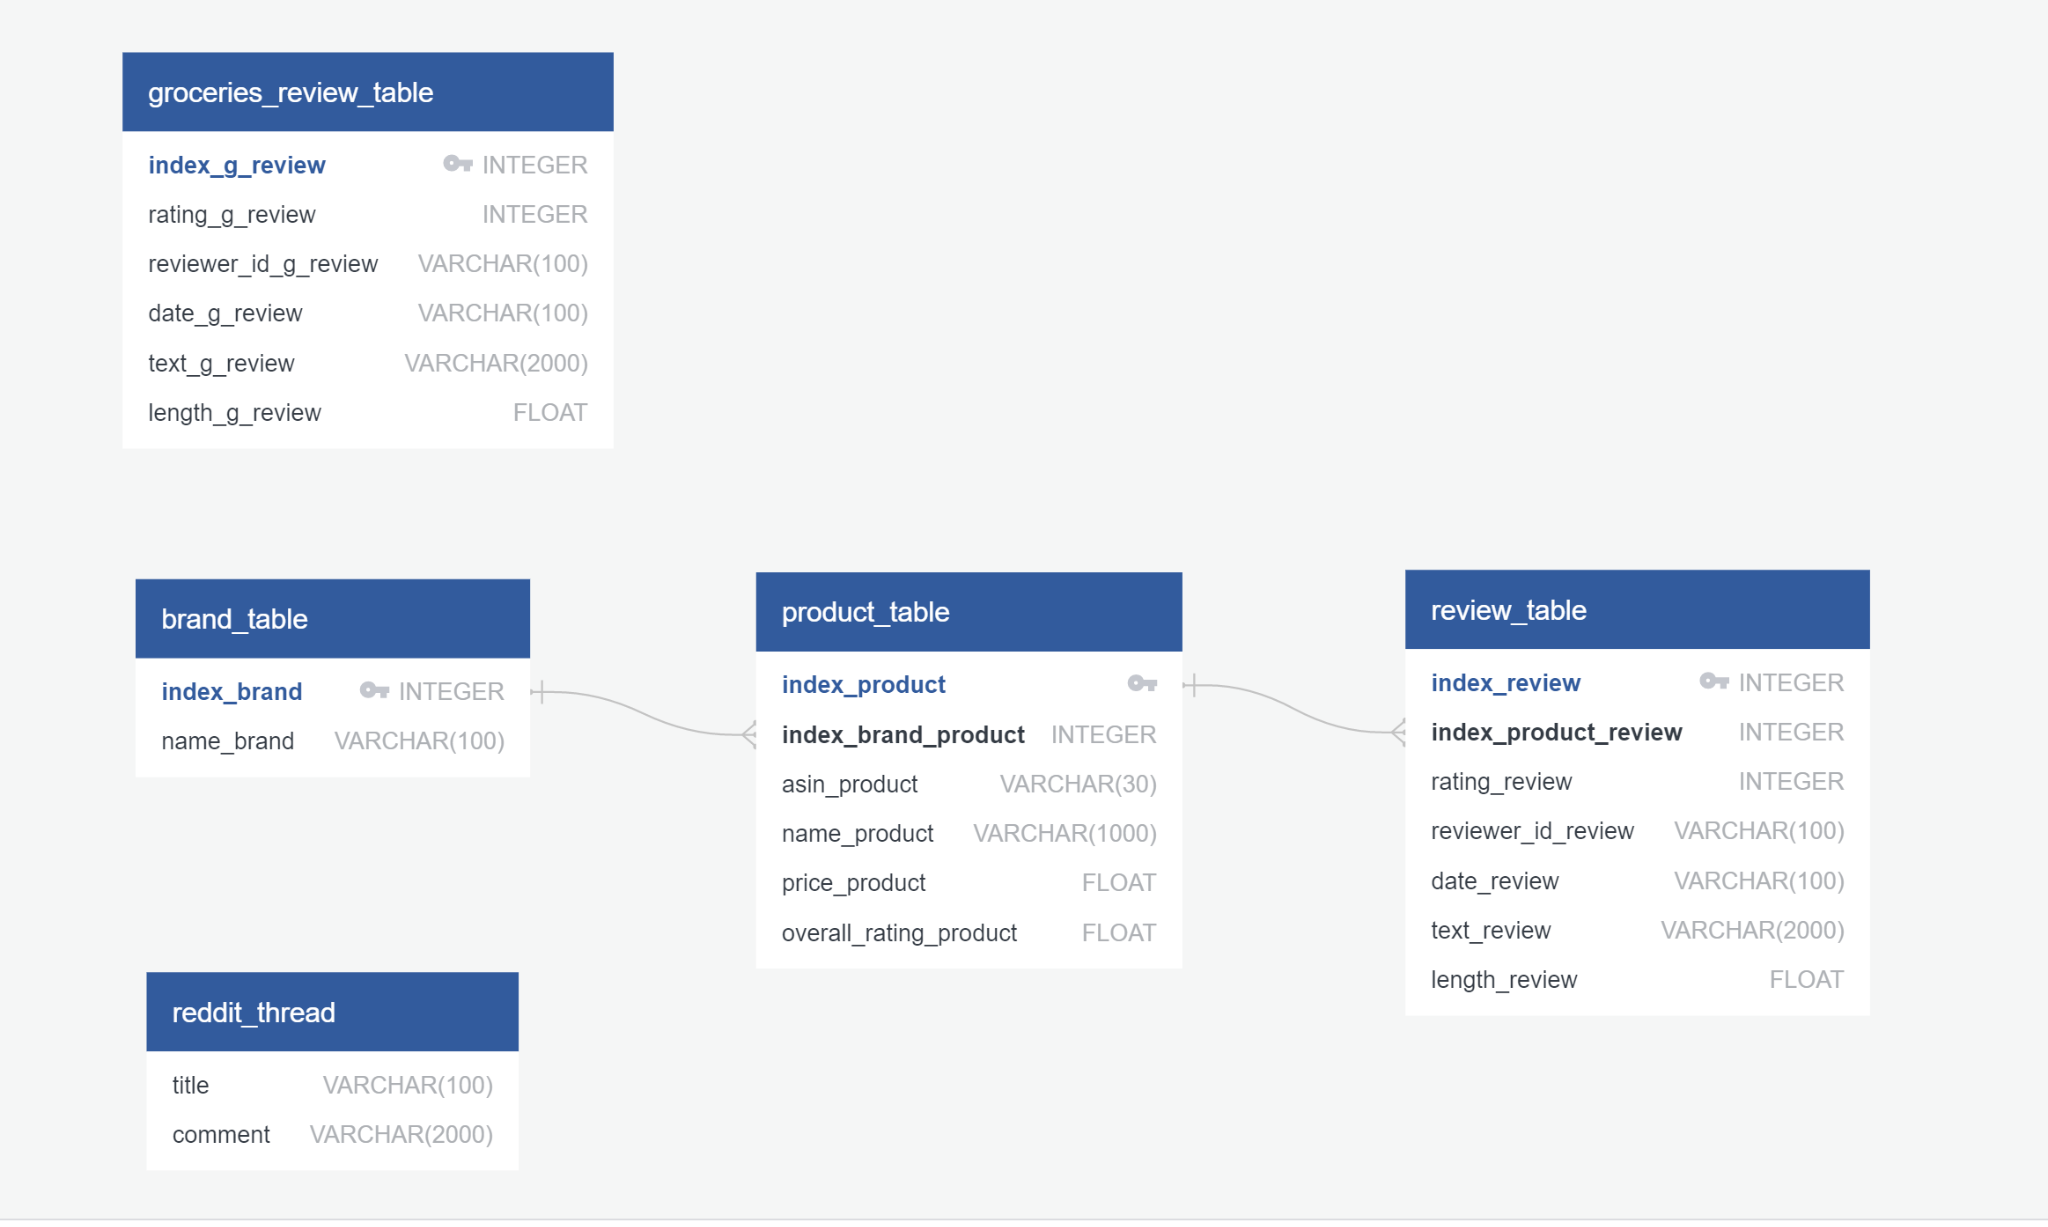 groceries_review_table
index_g_review INTEGER
rating_g_review INTEGER
reviewer_id_g_review VARCHAR(100)
date_g_review VARCHAR(100)
text_g_review VARCHAR(2000)
length_g_review FLOAT
brand_table
index_brand INTEGER
name_brand VARCHAR(100)
product_table
index_product
index_brand_product INTEGER
asin_product VARCHAR(30)
name_product VARCHAR(1000)
price_product FLOAT
overall_rating_product FLOAT
review_table
index_review INTEGER
index_product_review INTEGER
rating_review INTEGER
reviewer_id_review VARCHAR(100)
date_review VARCHAR(100)
text_review VARCHAR(2000)
length_review FLOAT
reddit_thread
title VARCHAR(100)
comment VARCHAR(2000)